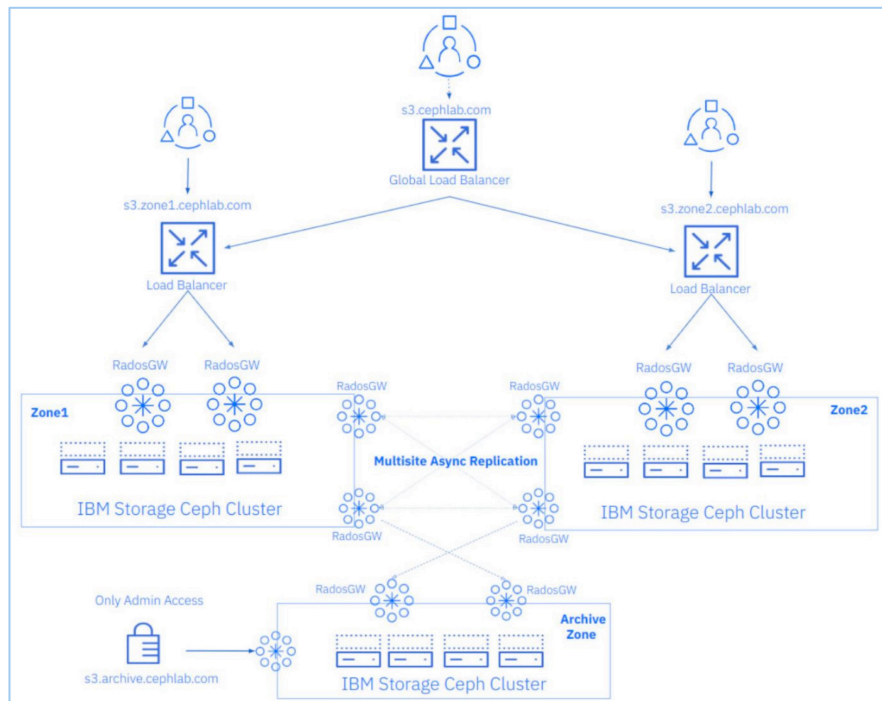 s3.cephlab.com
Global Load Balancer
s3.zone1.cephlab.com
s3.zone2.cephlab.com
Load Balancer
Load Balancer
RadosGW
RadosGW
RadosGW
RadosGW
RadosGW
RadosGW
Zone1
Zone2
Multisite Async Replication
IBM Storage Ceph Cluster
IBM Storage Ceph Cluster
RadosGW
RadosGW
RadosGW
RadosGW
Only Admin Access
Archive
Zone
s3.archive.cephlab.com
IBM Storage Ceph Cluster